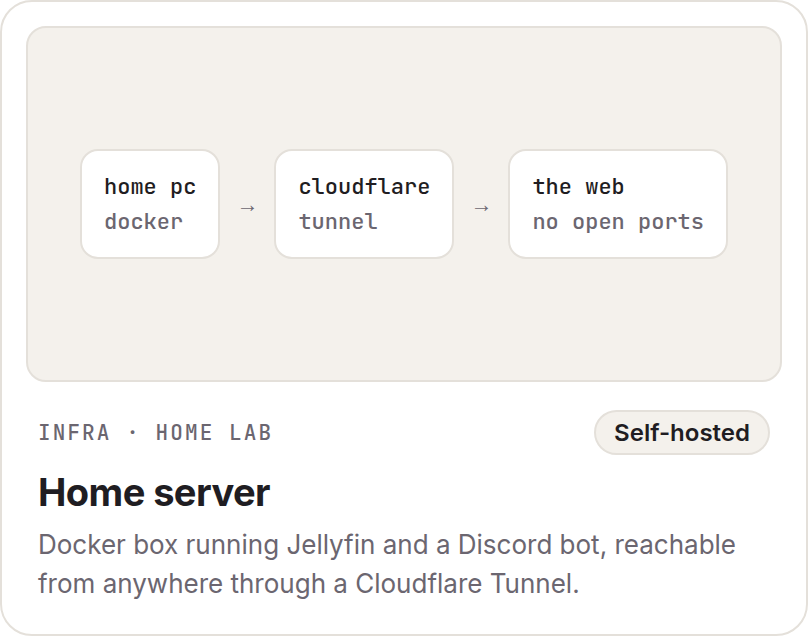 home pc
docker
→
cloudflare
tunnel
→
the web
no open ports
INFRA · HOME LAB
Self-hosted
Home server
Docker box running Jellyfin and a Discord bot, reachable
from anywhere through a Cloudflare Tunnel.